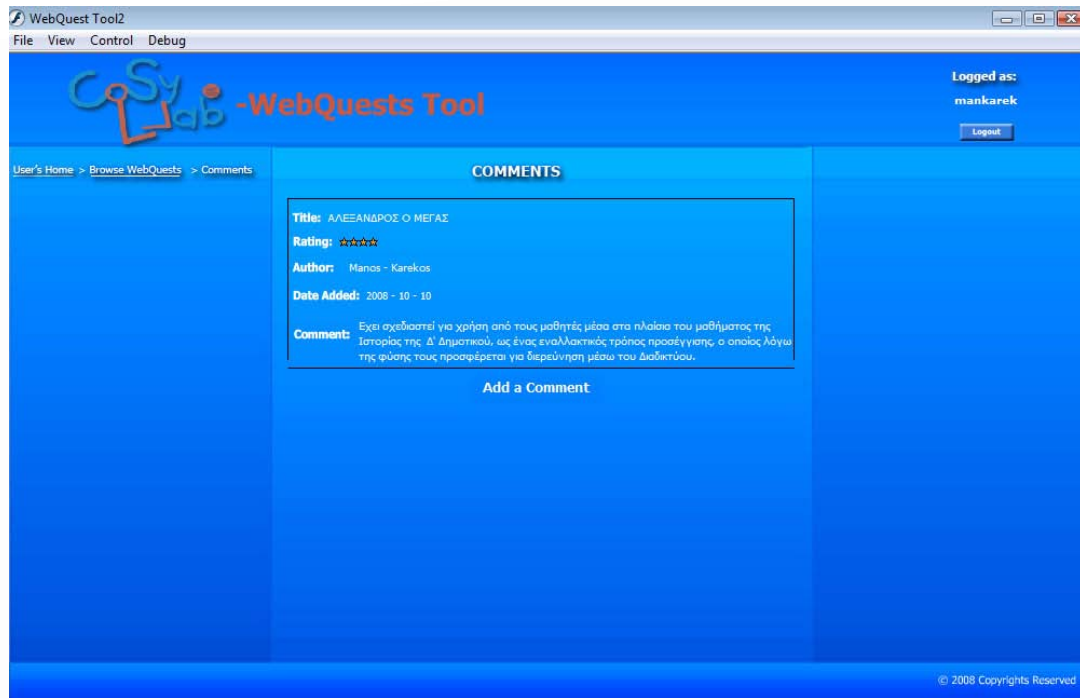 WebQuest Tool2
File View Control Debug
CoSy Lab -WebQuests Tool
Logged as:
mankarek
Logout
User's Home > Browse WebQuests > Comments
COMMENTS
Title: ΑΛΕΞΑΝΔΡΟΣ Ο ΜΕΓΑΣ
Rating:
Author: Manos - Karekos
Date Added: 2008 - 10 - 10
Comment: Εχει σχεδιαστεί για χρήση από τους μαθητές μέσα στα πλαίσια του μαθήματος της
Ιστορίας της Δ' Δημοτικού, ως ένας εναλλακτικός τρόπος προσέγγισης, ο οποίος λόγω
της φύσης τους προσφέρεται για διερεύνηση μέσω του Διαδικτύου.
Add a Comment
© 2008 Copyrights Reserved